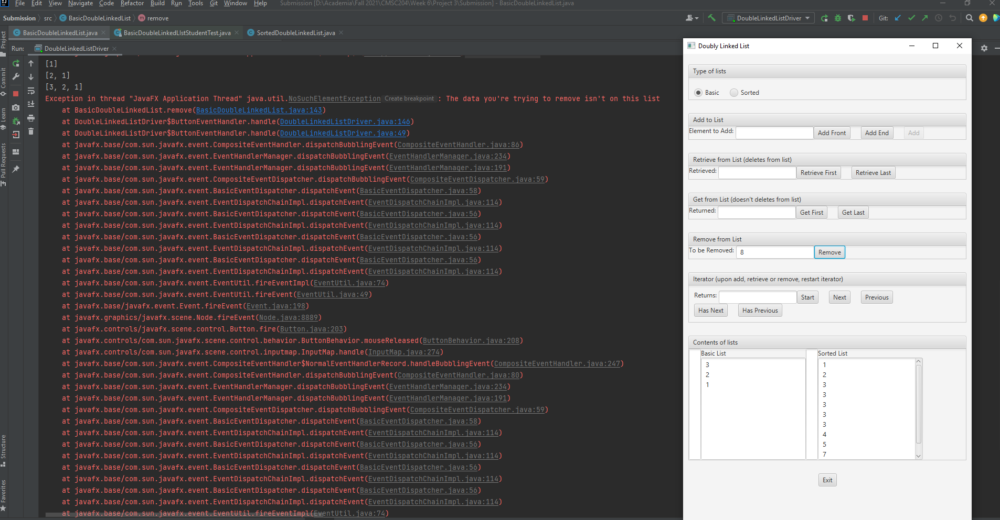 File Edit View Navigate Code Refactor Build Run Tools Git Window Help Submission [D:\Academia\Fall 2021\CMSC204\Week 6\Project 3\Submission] - BasicDoubleLinkedList.java
Submission src BasicDoubleLinkedList remove DoubleLinkedListDriver Git:
BasicDoubleLinkedList.java BasicDoubleLinkedListStudentTest.java SortedDoubleLinkedList.java
Run: DoubleLinkedListDriver
Project
Commit
Learn
Pull Requests
Structure
Favorites
[1]
[2, 1]
[3, 2, 1]
Exception in thread "JavaFX Application Thread" java.util.NoSuchElementException Create breakpoint : The data you're trying to remove isn't on this list
at BasicDoubleLinkedList.remove(BasicDoubleLinkedList.java:143)
at DoubleLinkedListDriver$ButtonEventHandler.handle(DoubleLinkedListDriver.java:146)
at DoubleLinkedListDriver$ButtonEventHandler.handle(DoubleLinkedListDriver.java:49)
at javafx.base/com.sun.javafx.event.CompositeEventHandler.dispatchBubblingEvent(CompositeEventHandler.java:86)
at javafx.base/com.sun.javafx.event.EventHandlerManager.dispatchBubblingEvent(EventHandlerManager.java:234)
at javafx.base/com.sun.javafx.event.EventHandlerManager.dispatchBubblingEvent(EventHandlerManager.java:191)
at javafx.base/com.sun.javafx.event.CompositeEventDispatcher.dispatchBubblingEvent(CompositeEventDispatcher.java:59)
at javafx.base/com.sun.javafx.event.BasicEventDispatcher.dispatchEvent(BasicEventDispatcher.java:58)
at javafx.base/com.sun.javafx.event.EventDispatchChainImpl.dispatchEvent(EventDispatchChainImpl.java:114)
at javafx.base/com.sun.javafx.event.BasicEventDispatcher.dispatchEvent(BasicEventDispatcher.java:56)
at javafx.base/com.sun.javafx.event.EventDispatchChainImpl.dispatchEvent(EventDispatchChainImpl.java:114)
at javafx.base/com.sun.javafx.event.BasicEventDispatcher.dispatchEvent(BasicEventDispatcher.java:56)
at javafx.base/com.sun.javafx.event.EventDispatchChainImpl.dispatchEvent(EventDispatchChainImpl.java:114)
at javafx.base/com.sun.javafx.event.BasicEventDispatcher.dispatchEvent(BasicEventDispatcher.java:56)
at javafx.base/com.sun.javafx.event.EventDispatchChainImpl.dispatchEvent(EventDispatchChainImpl.java:114)
at javafx.base/com.sun.javafx.event.EventUtil.fireEventImpl(EventUtil.java:74)
at javafx.base/com.sun.javafx.event.EventUtil.fireEvent(EventUtil.java:49)
at javafx.base/javafx.event.Event.fireEvent(Event.java:198)
at javafx.graphics/javafx.scene.Node.fireEvent(Node.java:8889)
at javafx.controls/javafx.scene.control.Button.fire(Button.java:203)
at javafx.controls/com.sun.javafx.scene.control.behavior.ButtonBehavior.mouseReleased(ButtonBehavior.java:208)
at javafx.controls/com.sun.javafx.scene.control.inputmap.InputMap.handle(InputMap.java:274)
at javafx.base/com.sun.javafx.event.CompositeEventHandler$NormalEventHandlerRecord.handleBubblingEvent(CompositeEventHandler.java:247)
at javafx.base/com.sun.javafx.event.CompositeEventHandler.dispatchBubblingEvent(CompositeEventHandler.java:80)
at javafx.base/com.sun.javafx.event.EventHandlerManager.dispatchBubblingEvent(EventHandlerManager.java:234)
at javafx.base/com.sun.javafx.event.EventHandlerManager.dispatchBubblingEvent(EventHandlerManager.java:191)
at javafx.base/com.sun.javafx.event.CompositeEventDispatcher.dispatchBubblingEvent(CompositeEventDispatcher.java:59)
at javafx.base/com.sun.javafx.event.BasicEventDispatcher.dispatchEvent(BasicEventDispatcher.java:58)
at javafx.base/com.sun.javafx.event.EventDispatchChainImpl.dispatchEvent(EventDispatchChainImpl.java:114)
at javafx.base/com.sun.javafx.event.BasicEventDispatcher.dispatchEvent(BasicEventDispatcher.java:56)
at javafx.base/com.sun.javafx.event.EventDispatchChainImpl.dispatchEvent(EventDispatchChainImpl.java:114)
at javafx.base/com.sun.javafx.event.BasicEventDispatcher.dispatchEvent(BasicEventDispatcher.java:56)
at javafx.base/com.sun.javafx.event.EventDispatchChainImpl.dispatchEvent(EventDispatchChainImpl.java:114)
at javafx.base/com.sun.javafx.event.BasicEventDispatcher.dispatchEvent(BasicEventDispatcher.java:56)
at javafx.base/com.sun.javafx.event.EventDispatchChainImpl.dispatchEvent(EventDispatchChainImpl.java:114)
at javafx.base/com.sun.javafx.event.EventUtil.fireEventImpl(EventUtil.java:74)
Doubly Linked List
Type of lists
Basic Sorted
Add to List
Element to Add: Add Front Add End Add
Retrieve from List (deletes from list)
Retrieved: Retrieve First Retrieve Last
Get from List (doesn't deletes from list)
Returned: Get First Get Last
Remove from List
To be Removed: 8 Remove
Iterator (upon add, retrieve or remove, restart iterator)
Returns: Start Next Previous
Has Next Has Previous
Contents of lists
Basic List Sorted List
3 1
2 2
1 3
3
3
3
3
4
5
7
Exit